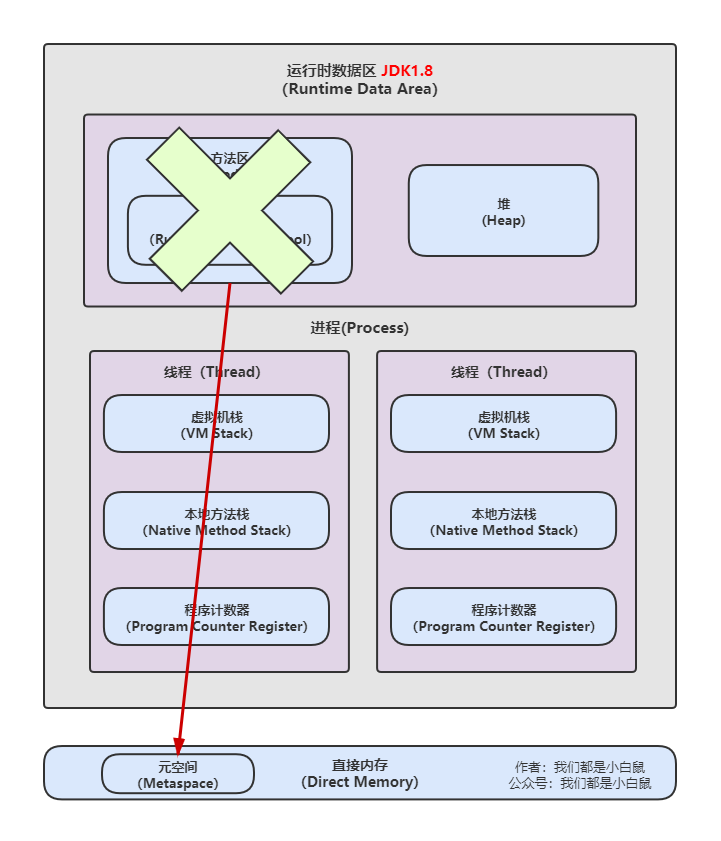 运行时数据区 JDK1.8
(Runtime Data Area)
方法区
堆
(Heap)
进程(Process)
线程（Thread）
线程（Thread）
虚拟机栈
(VM Stack)
虚拟机栈
(VM Stack)
本地方法栈
(Native Method Stack)
本地方法栈
(Native Method Stack)
程序计数器
(Program Counter Register)
程序计数器
(Program Counter Register)
元空间
(Metaspace)
直接内存
(Direct Memory)
作者：我们都是小白鼠
公众号：我们都是小白鼠